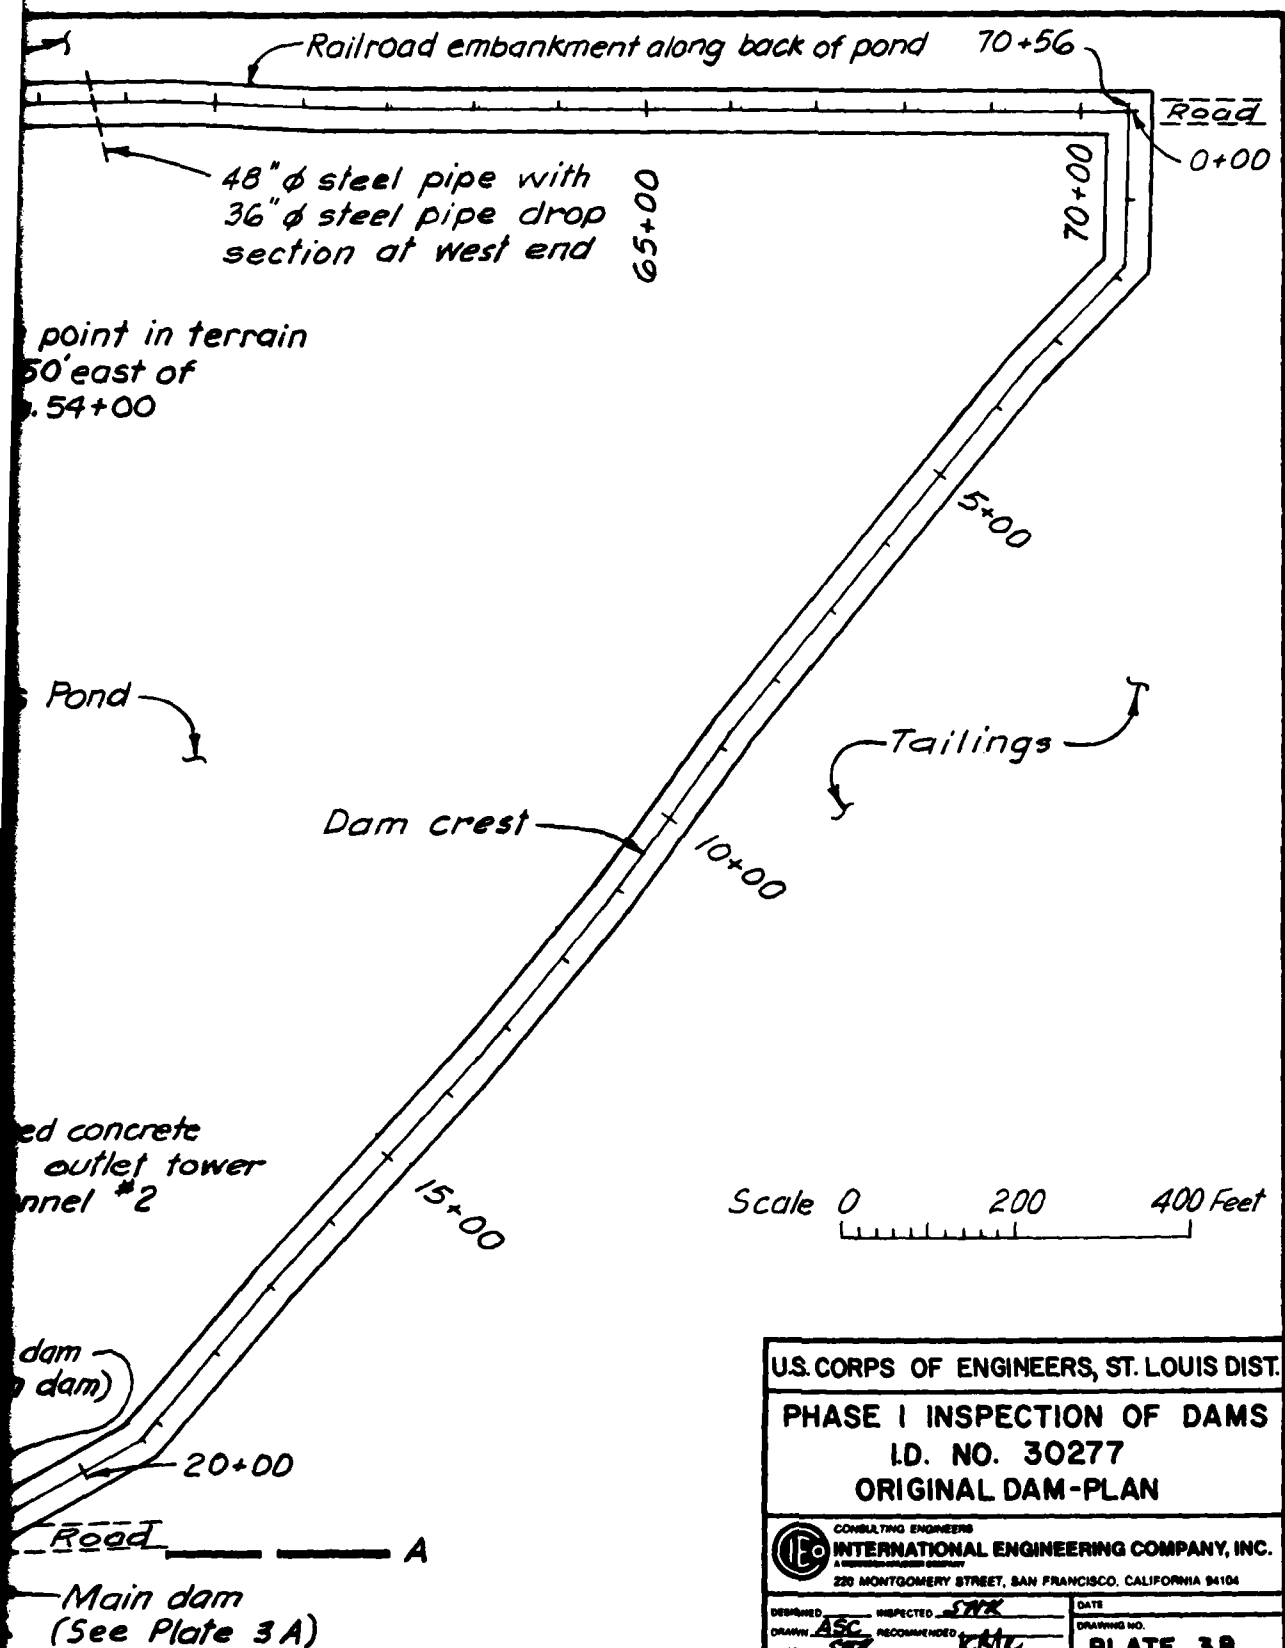 Railroad embankment along back of pond
70+56
Road
0+00
48"ϕ steel pipe with
36"ϕ steel pipe drop
section at west end
65+00
70+00
point in terrain
50' east of
.54+00
5+00
Pond
Tailings
Dam crest
10+00
ed concrete
outlet tower
nnel #2
15+00
Scale 0 200 400 Feet
dam
dam)
20+00
Road
A
Main dam
(See Plate 3A)
U.S. CORPS OF ENGINEERS, ST. LOUIS DIST.
PHASE I INSPECTION OF DAMS
I.D. NO. 30277
ORIGINAL DAM-PLAN
CONSULTING ENGINEERS
INTERNATIONAL ENGINEERING COMPANY, INC.
220 MONTGOMERY STREET, SAN FRANCISCO, CALIFORNIA 94104
DESIGNED INSPECTED
DATE
DRAWN ASC RECOMMENDED
DRAWING NO.
PLATE 3B